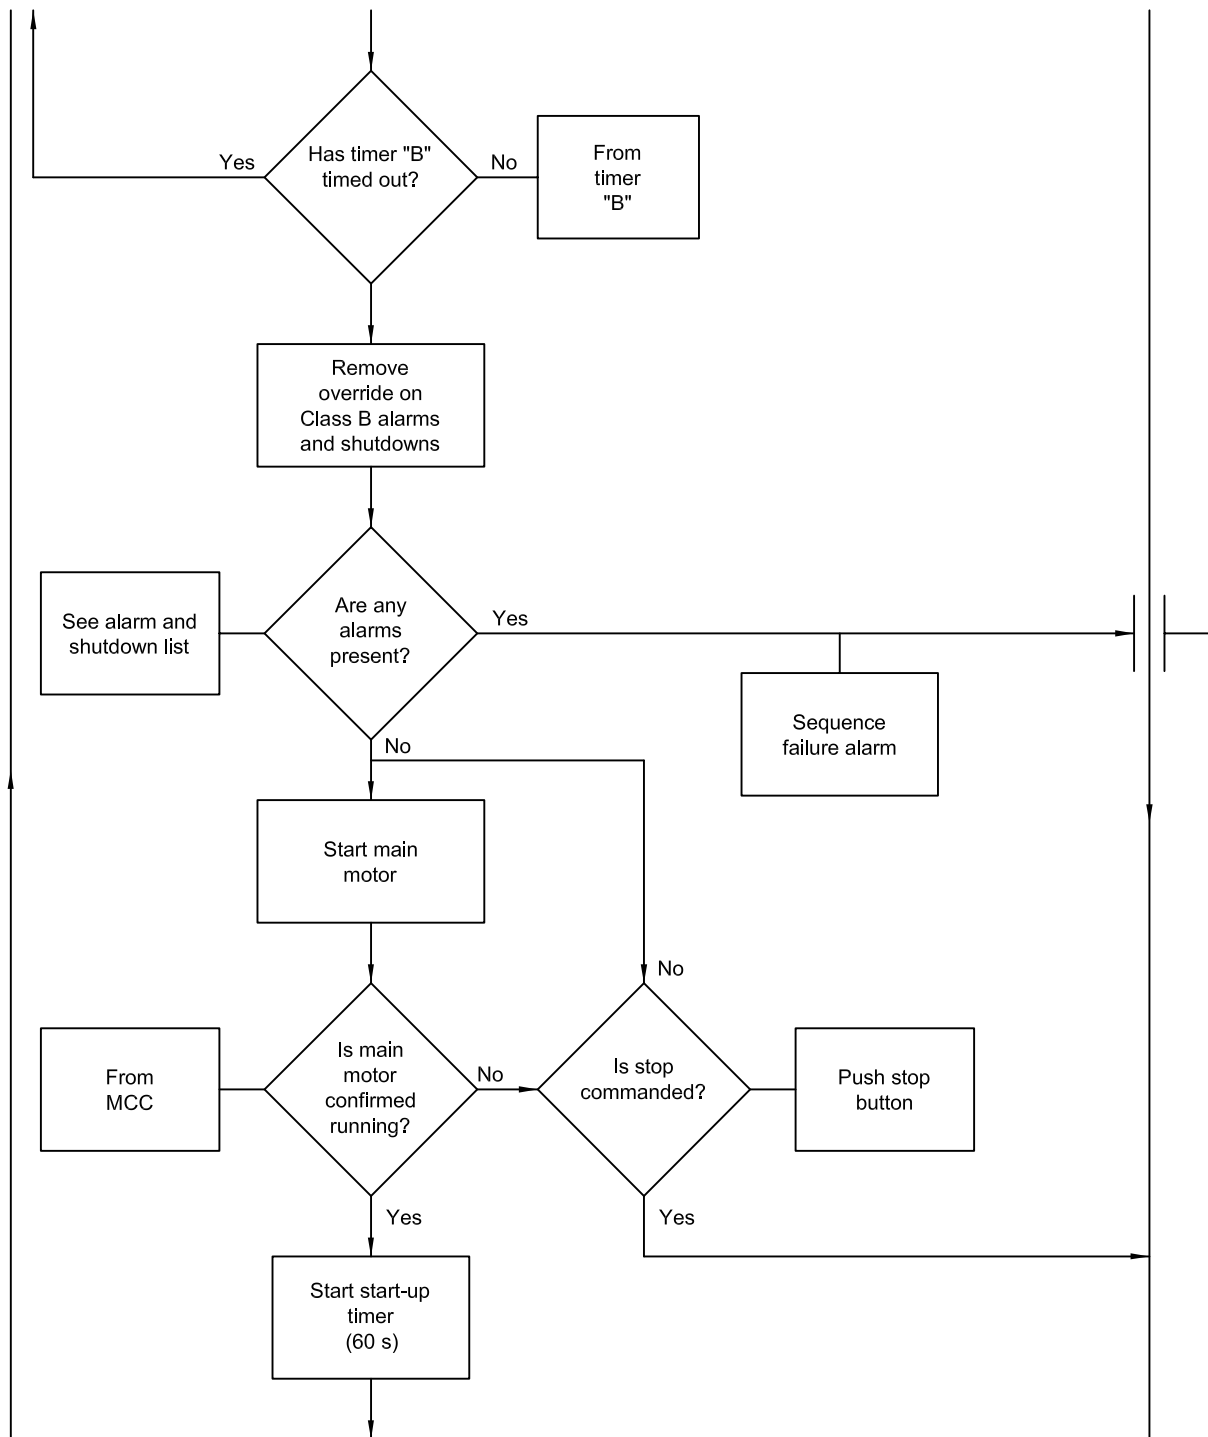 Has timer "B"
timed out?
Yes
No
From
timer
"B"
Remove
override on
Class B alarms
and shutdowns
See alarm and
shutdown list
Are any
alarms
present?
Yes
Sequence
failure alarm
No
Start main
motor
No
From
MCC
Is main
motor
confirmed
running?
No
Is stop
commanded?
Push stop
button
Yes
Yes
Start start-up
timer
(60 s)